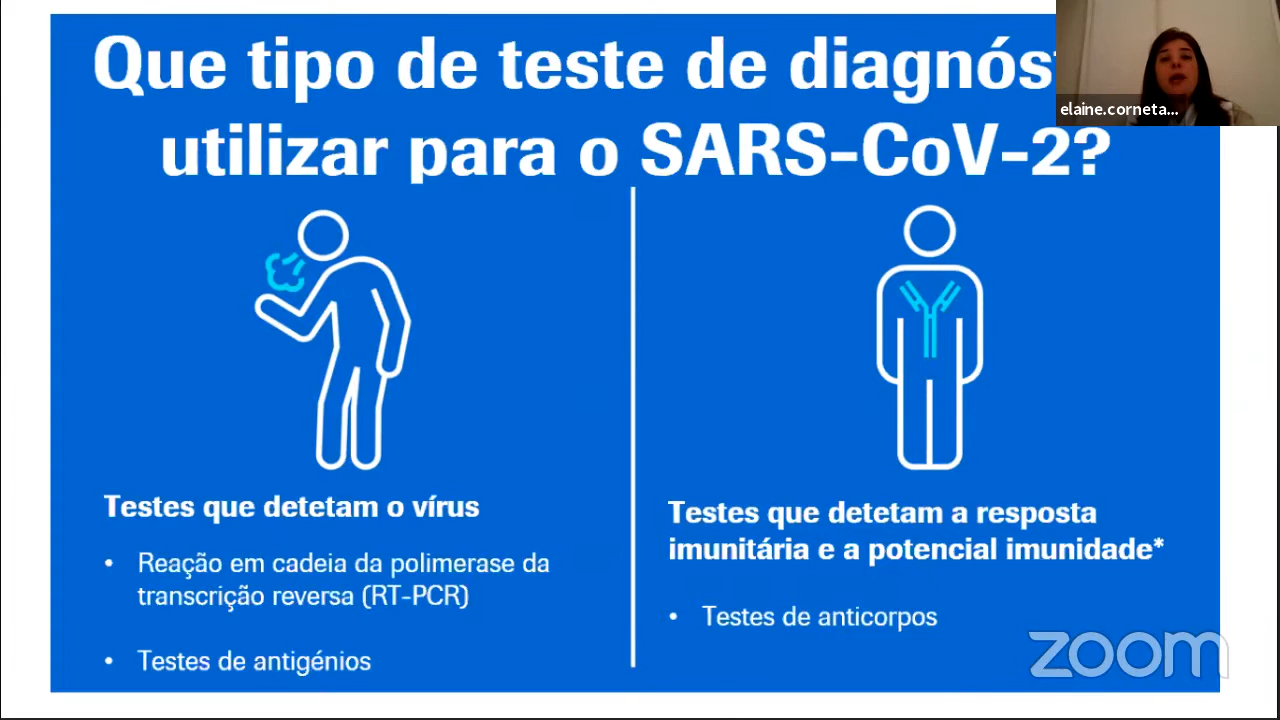 Que tipo de teste de
utilizar para o SARS-CoV-2?
elaine.corneta...
Testes que detetam o vírus
• Reação em cadeia da polimerase da
transcrição reversa (RT-PCR)
• Testes de antigénios
Testes que detetam a resposta
imunitária e a potencial imunidade*
• Testes de anticorpos
zoom